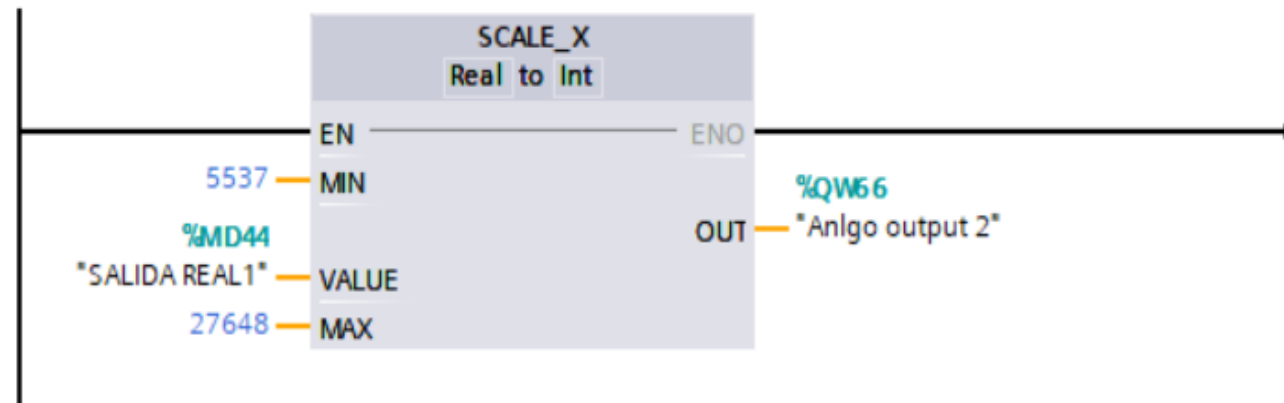 SCALE_X
Real to Int
EN
ENO
5537
MIN
%QW66
%MD44
OUT
"Anlgo output 2"
"SALIDA REAL1"
VALUE
27648
MAX